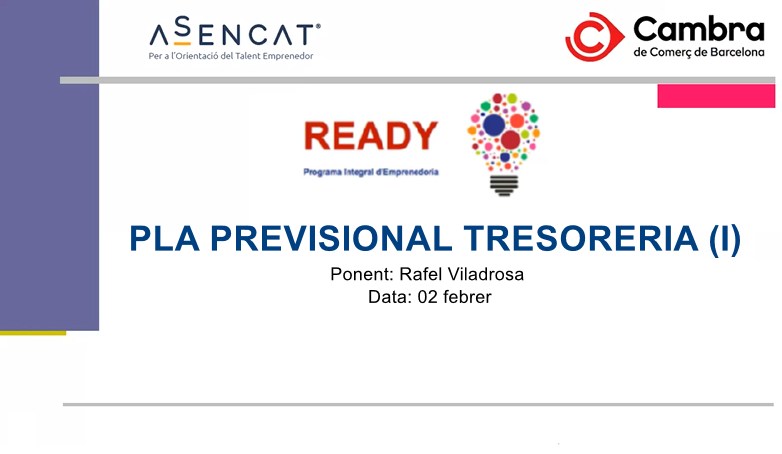 ASENCAT®
Per a l'Orientació del Talent Emprenedor
Cambra
de Comerç de Barcelona
READY
Programa Integral d'Emprenedoria
PLA PREVISIONAL TRESORERIA (I)
Ponent: Rafel Viladrosa
Data: 02 febrer